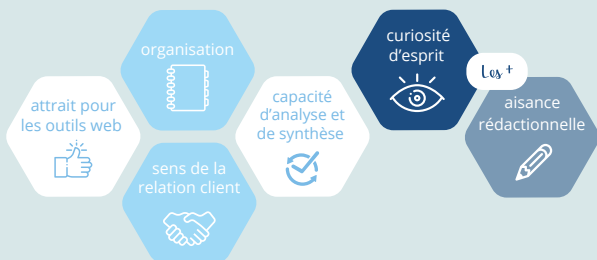 attrait pour
les outils web
organisation
sens de la
relation client
capacité
d'analyse et
de synthèse
curiosité
d'esprit
Les +
aisance
rédactionnelle